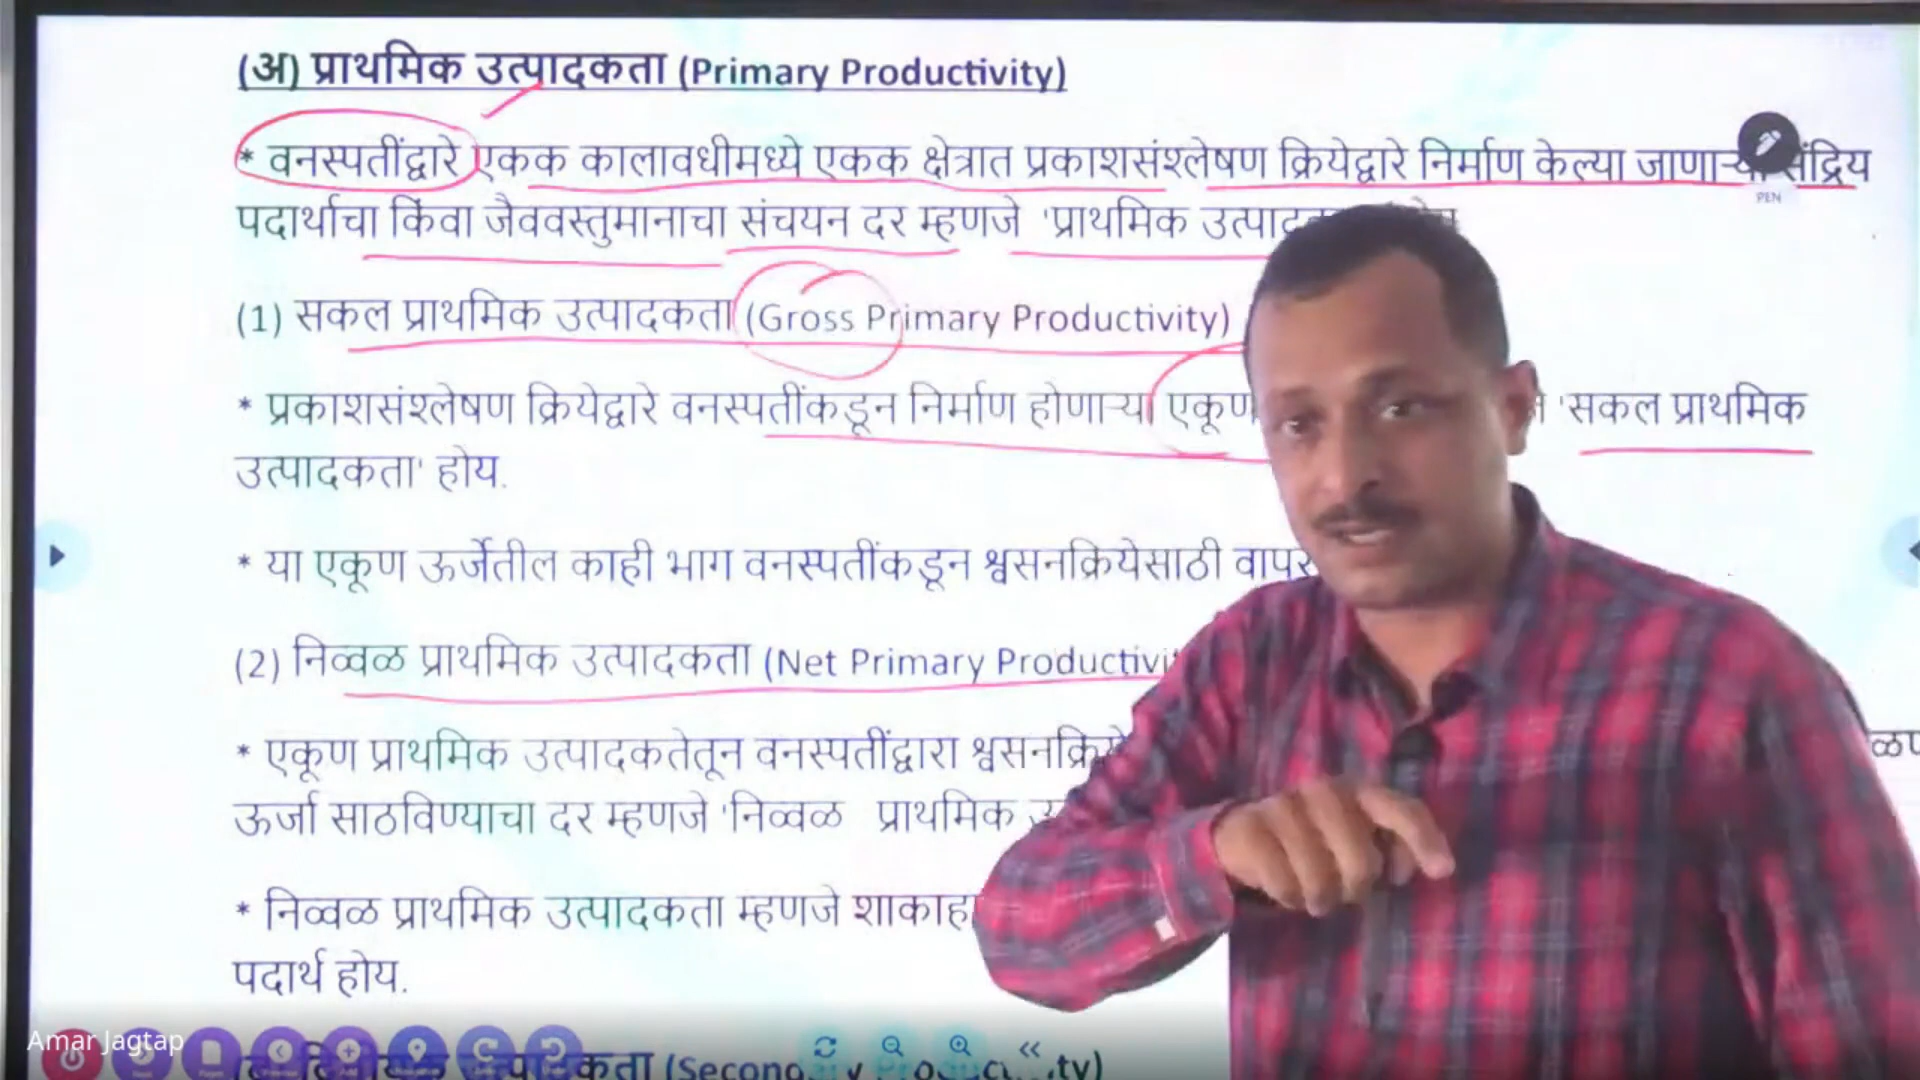 (अ) प्राथमिक उत्पादकता (Primary Productivity)
* वनस्पतींद्वारे एकक कालावधीमध्ये एकक क्षेत्रात प्रकाशसंश्लेषण क्रियेद्वारे निर्माण केल्या जाणाऱ्या सेंद्रिय
PEN
पदार्थाचा किंवा जैववस्तुमानाचा संचयन दर म्हणजे 'प्राथमिक
(1) सकल प्राथमिक उत्पादकता (Gross Primary Productivity)
* प्रकाशसंश्लेषण क्रियेद्वारे वनस्पतींकडून निर्माण होणाऱ्या एकूण 'सकल प्राथमिक
उत्पादकता' होय.
* या एकूण ऊर्जेतील काही भाग वनस्पतींकडून श्वसनक्रियेसाठी
(2) निव्वळ प्राथमिक उत्पादकता (Net Primary
* एकूण प्राथमिक उत्पादकतेतून वनस्पतींद्वारा
ऊर्जा साठविण्याचा दर म्हणजे 'निव्वळ प्राथमिक
* निव्वळ प्राथमिक उत्पादकता म्हणजे
पदार्थ होय.
Amar Jagtap